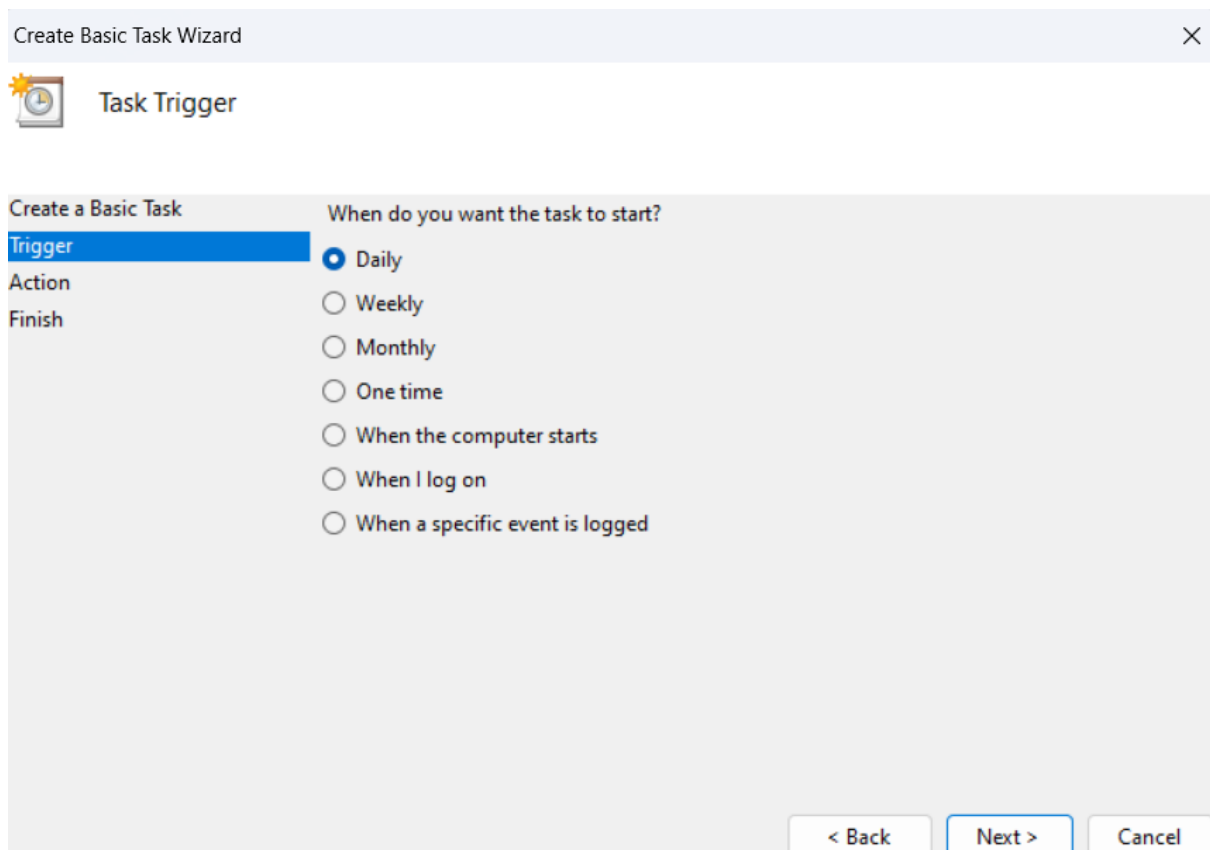 Create Basic Task Wizard
Task Trigger
Create a Basic Task
Trigger
Action
Finish
When do you want the task to start?
Daily
Weekly
Monthly
One time
When the computer starts
When I log on
When a specific event is logged
< Back Next > Cancel